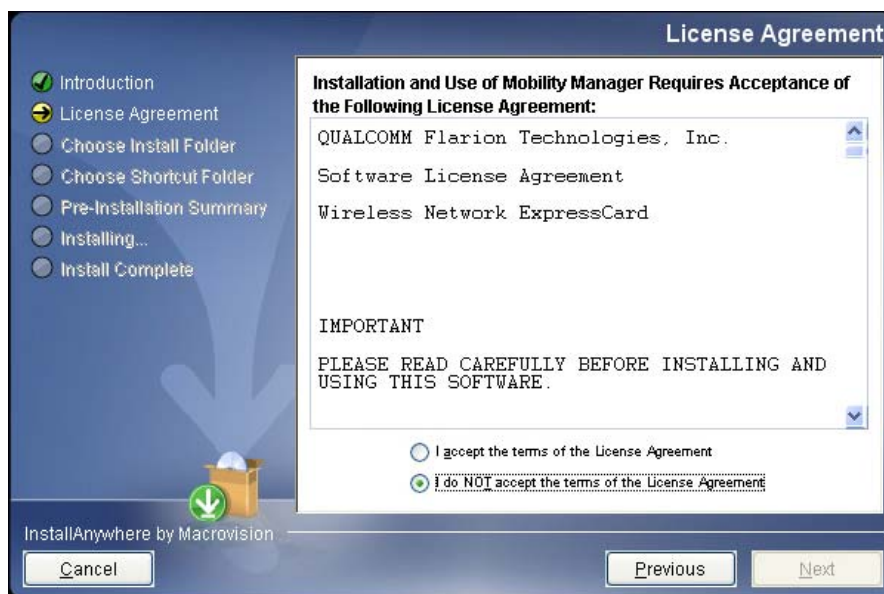 License Agreement
Introduction
License Agreement
Choose Install Folder
Choose Shortcut Folder
Pre-Installation Summary
Installing...
Install Complete
Installation and Use of Mobility Manager Requires Acceptance of
the Following License Agreement:
QUALCOMM Flarion Technologies, Inc.
Software License Agreement
Wireless Network ExpressCard
IMPORTANT
PLEASE READ CAREFULLY BEFORE INSTALLING AND
USING THIS SOFTWARE.
I accept the terms of the License Agreement
I do NOT accept the terms of the License Agreement
InstallAnywhere by Macrovision
Cancel
Previous
Next